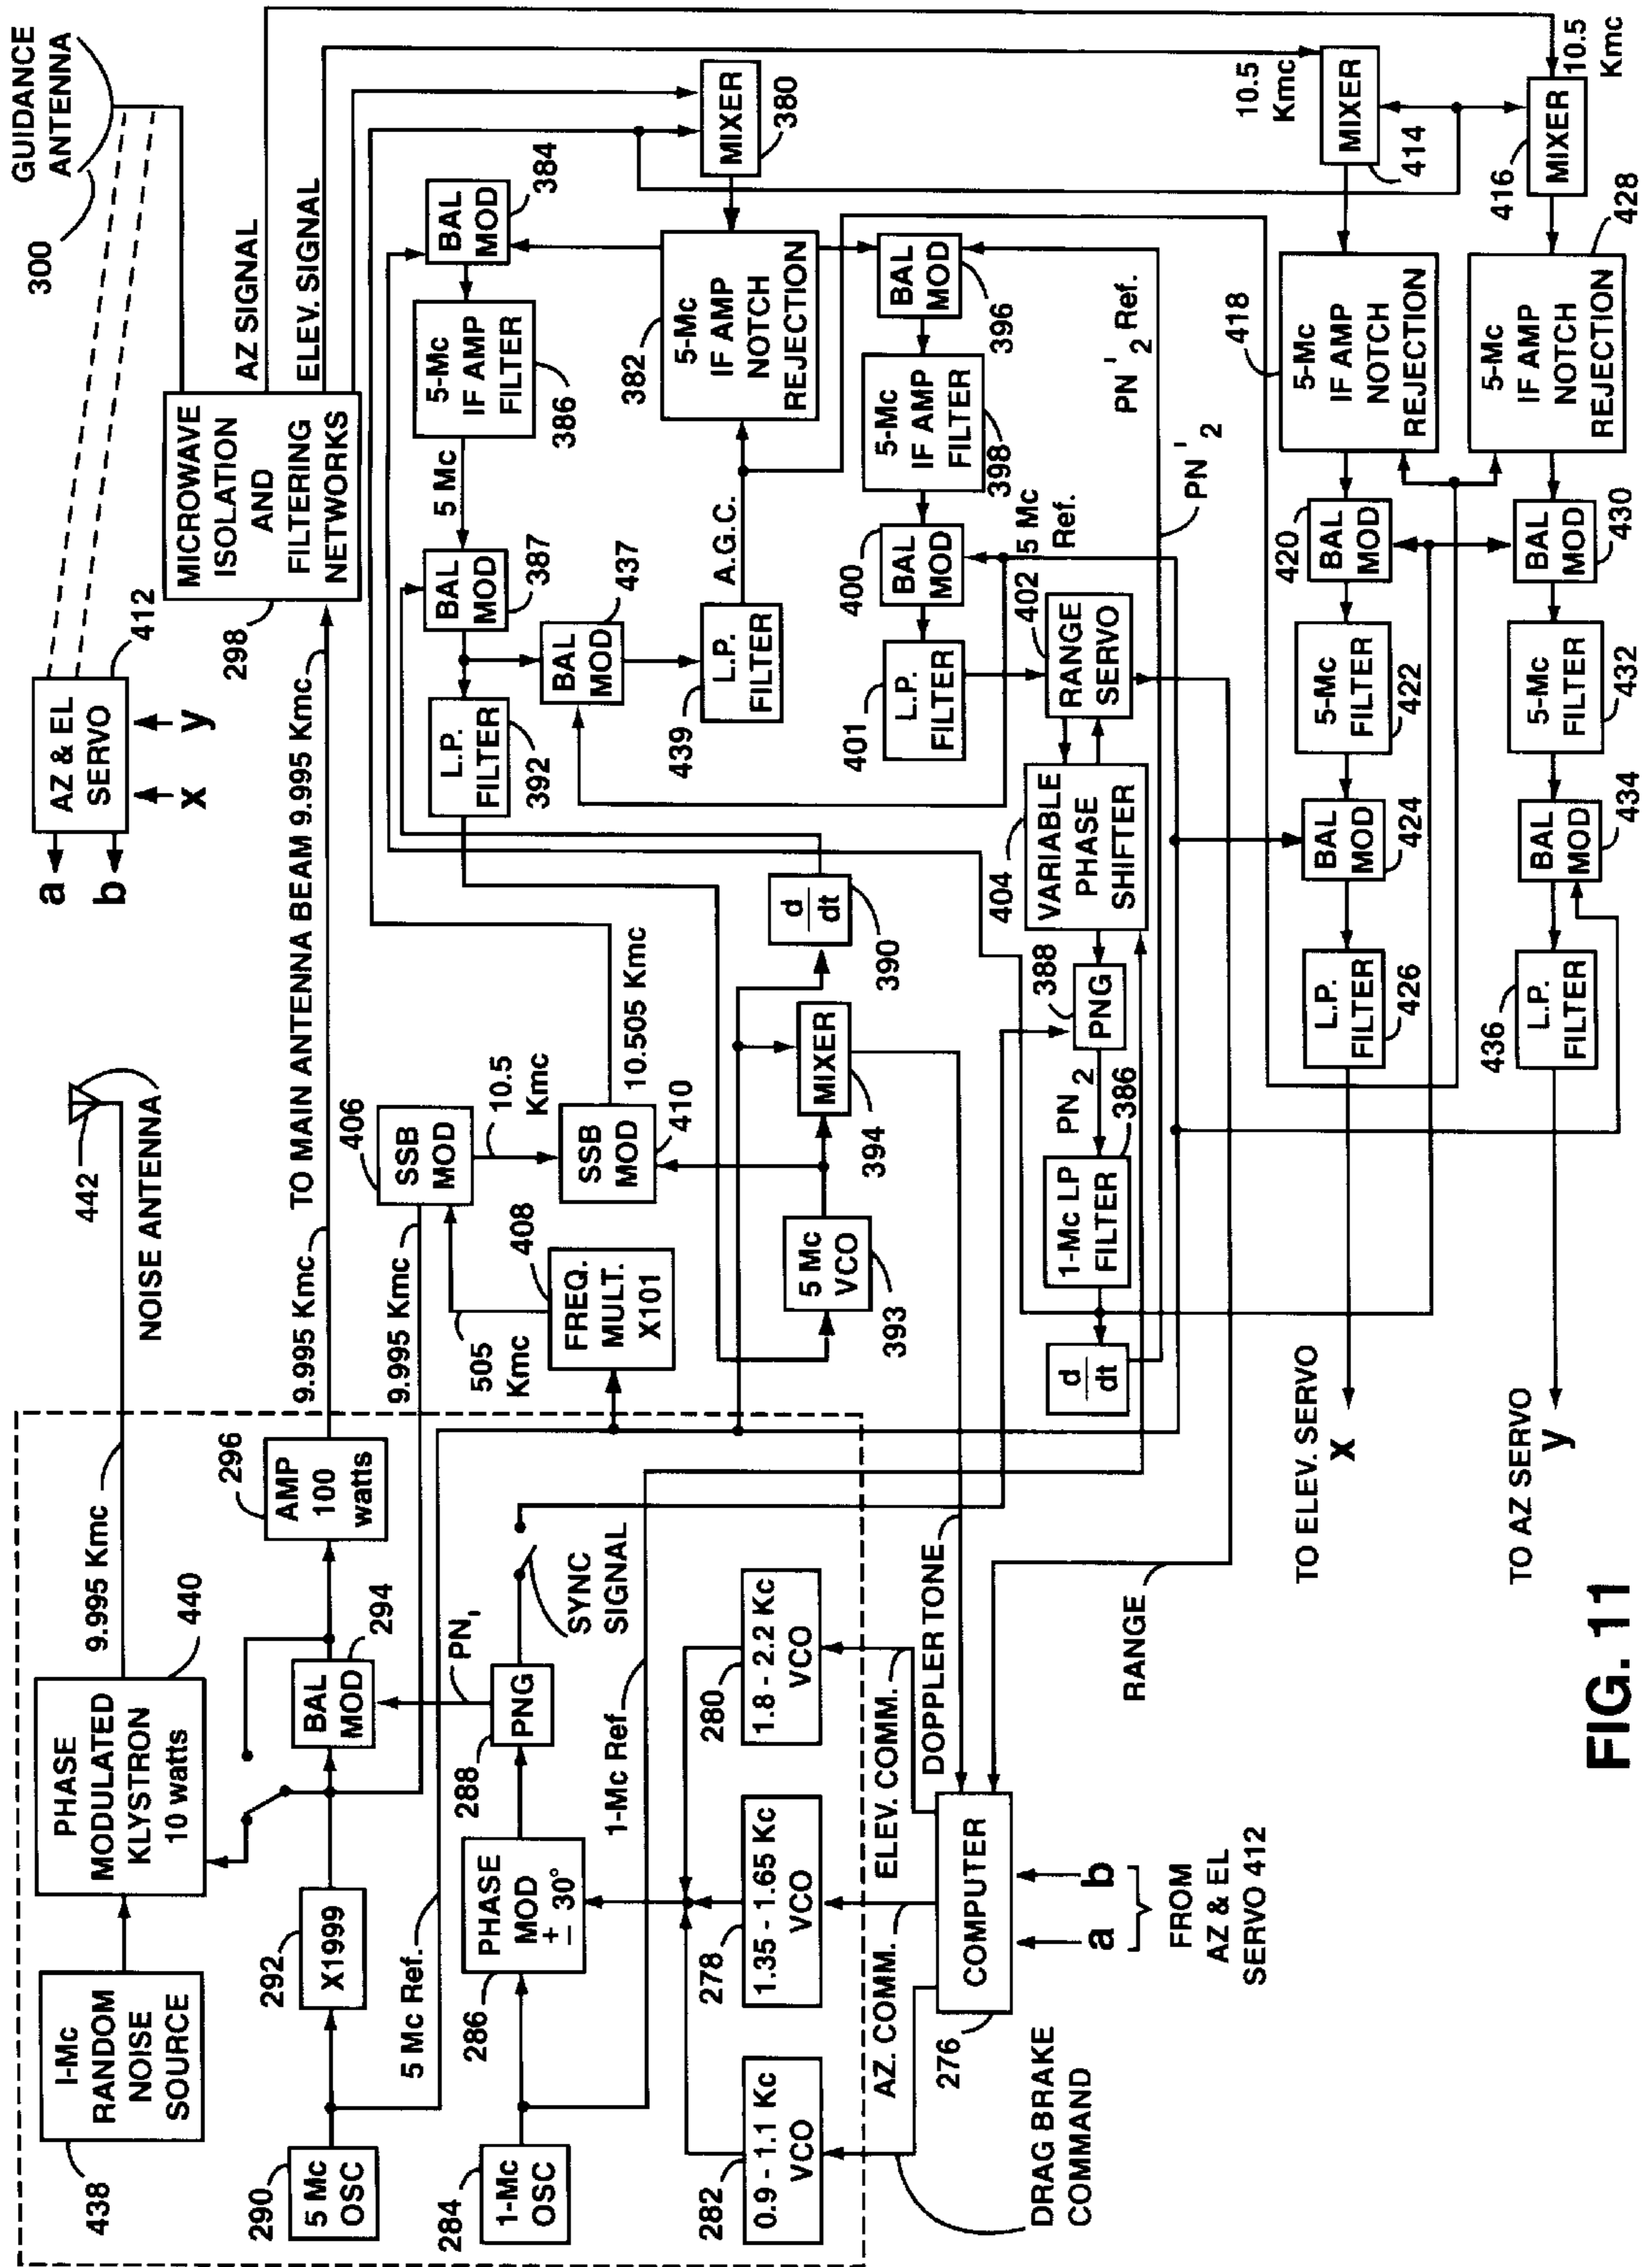 GUIDANCE
ANTENNA
300
AZ & EL
SERVO
412
a
b
x
y
MICROWAVE
ISOLATION
AND
FILTERING
NETWORKS
298
AZ SIGNAL
ELEV. SIGNAL
442
NOISE ANTENNA
9.995 Kmc
TO MAIN ANTENNA BEAM 9.995 Kmc
9.995 Kmc
9.995 Kmc
I-Mc
RANDOM
NOISE
SOURCE
438
PHASE
MODULATED
KLYSTRON
10 watts
440
290
5 Mc
OSC
292
X1999
BAL
MOD
294
AMP
100
watts
296
5 Mc Ref.
284
1-Mc
OSC
286
PHASE
MOD
+
– 30°
288
PNG
PN1
SYNC
SIGNAL
1-Mc Ref
282
0.9 - 1.1 Kc
VCO
278
1.35 - 1.65 Kc
VCO
280
1.8 - 2.2 Kc
VCO
AZ. COMM.
ELEV. COMM.
DOPPLER TONE
RANGE
DRAG BRAKE
COMMAND
276
COMPUTER
a
b
FROM
AZ & EL
SERVO 412
406
SSB
MOD
10.5
Kmc
SSB
MOD
410
10.505 Kmc
408
FREQ.
MULT.
X101
505
Kmc
5 Mc
VCO
393
MIXER
394
d
dt
390
BAL
MOD
384
5-Mc
IF AMP
FILTER
386
5 Mc
BAL
MOD
387
L.P.
FILTER
392
BAL
MOD
437
L.P.
FILTER
439
A.G.C.
MIXER
380
382
5-Mc
IF AMP
NOTCH
REJECTION
BAL
MOD
396
5-Mc
IF AMP
FILTER
398
400
BAL
MOD
5 Mc
Ref.
401
L.P.
FILTER
402
RANGE
SERVO
404
VARIABLE
PHASE
SHIFTER
388
PNG
PN2
386
1-Mc LP
FILTER
d
dt
PN'2 Ref.
PN'2
10.5
Kmc
MIXER
414
416
MIXER
10.5
Kmc
418
5-Mc
IF AMP
NOTCH
REJECTION
428
5-Mc
IF AMP
NOTCH
REJECTION
420
BAL
MOD
BAL
MOD
430
5-Mc
FILTER
422
5-Mc
FILTER
432
BAL
MOD
424
BAL
MOD
434
L.P.
FILTER
426
436
L.P.
FILTER
TO ELEV. SERVO
x
TO AZ SERVO
y
FIG. 11